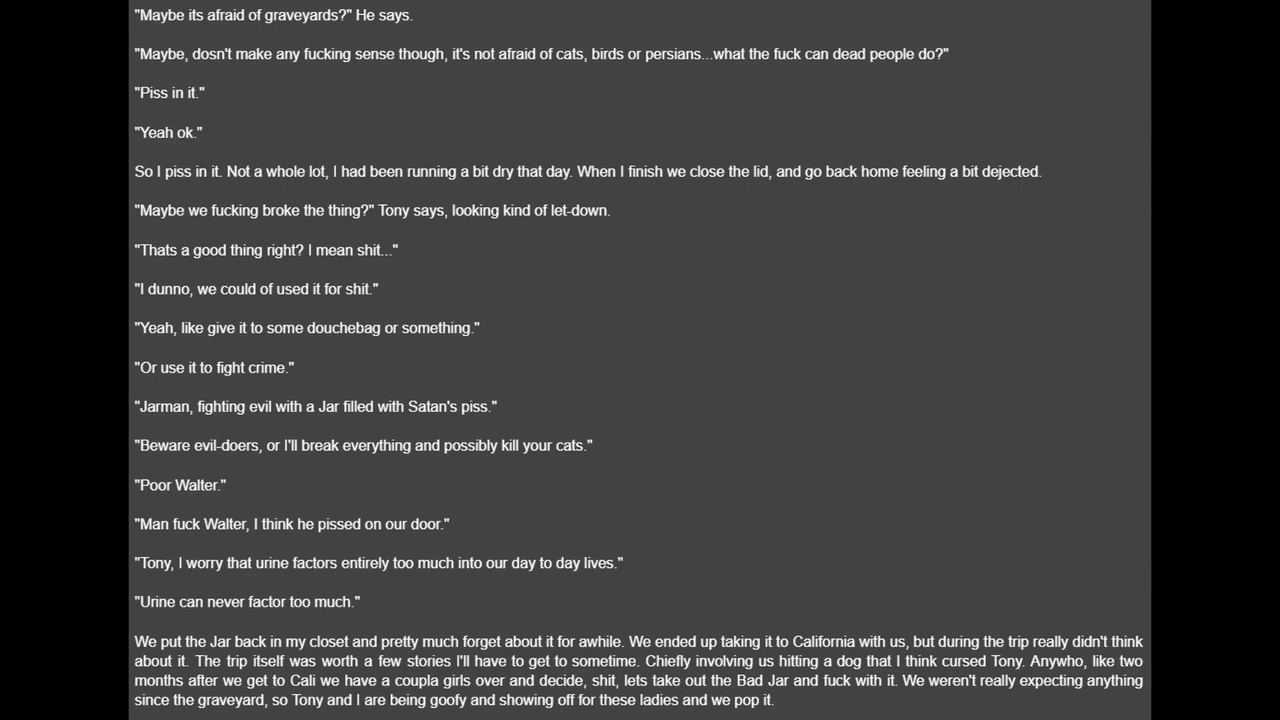 "Maybe its afraid of graveyards?" He says.
"Maybe, dosn't make any fucking sense though, it's not afraid of cats, birds or persians...what the fuck can dead people do?"
"Piss in it."
"Yeah ok."
So I piss in it. Not a whole lot, I had been running a bit dry that day. When I finish we close the lid, and go back home feeling a bit dejected.
"Maybe we fucking broke the thing?" Tony says, looking kind of let-down.
"Thats a good thing right? I mean shit..."
"I dunno, we could of used it for shit."
"Yeah, like give it to some douchebag or something."
"Or use it to fight crime."
"Jarman, fighting evil with a Jar filled with Satan's piss."
"Beware evil-doers, or I'll break everything and possibly kill your cats."
"Poor Walter."
"Man fuck Walter, I think he pissed on our door."
"Tony, I worry that urine factors entirely too much into our day to day lives."
"Urine can never factor too much."
We put the Jar back in my closet and pretty much forget about it for awhile. We ended up taking it to California with us, but during the trip really didn't think
about it. The trip itself was worth a few stories I'll have to get to sometime. Chiefly involving us hitting a dog that I think cursed Tony. Anywho, like two
months after we get to Cali we have a coupla girls over and decide, shit, lets take out the Bad Jar and fuck with it. We weren't really expecting anything
since the graveyard, so Tony and I are being goofy and showing off for these ladies and we pop it.